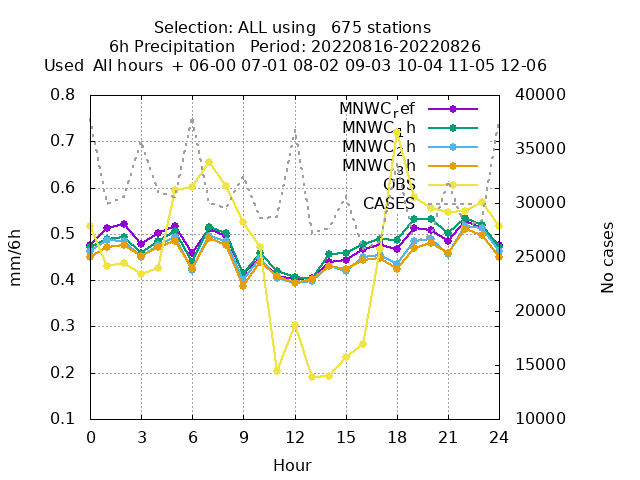 Selection: ALL using   675 stations
6h Precipitation   Period: 20220816-20220826
Used  All hours  + 06-00 07-01 08-02 09-03 10-04 11-05 12-06
0.8
0.7
0.6
0.5
0.4
0.3
0.2
0.1
40000
35000
30000
25000
20000
15000
10000
MNWCref
MNWC1h
MNWC2h
MNWC3h
OBS
CASES
mm/6h
No cases
0 3 6 9 12 15 18 21 24
Hour